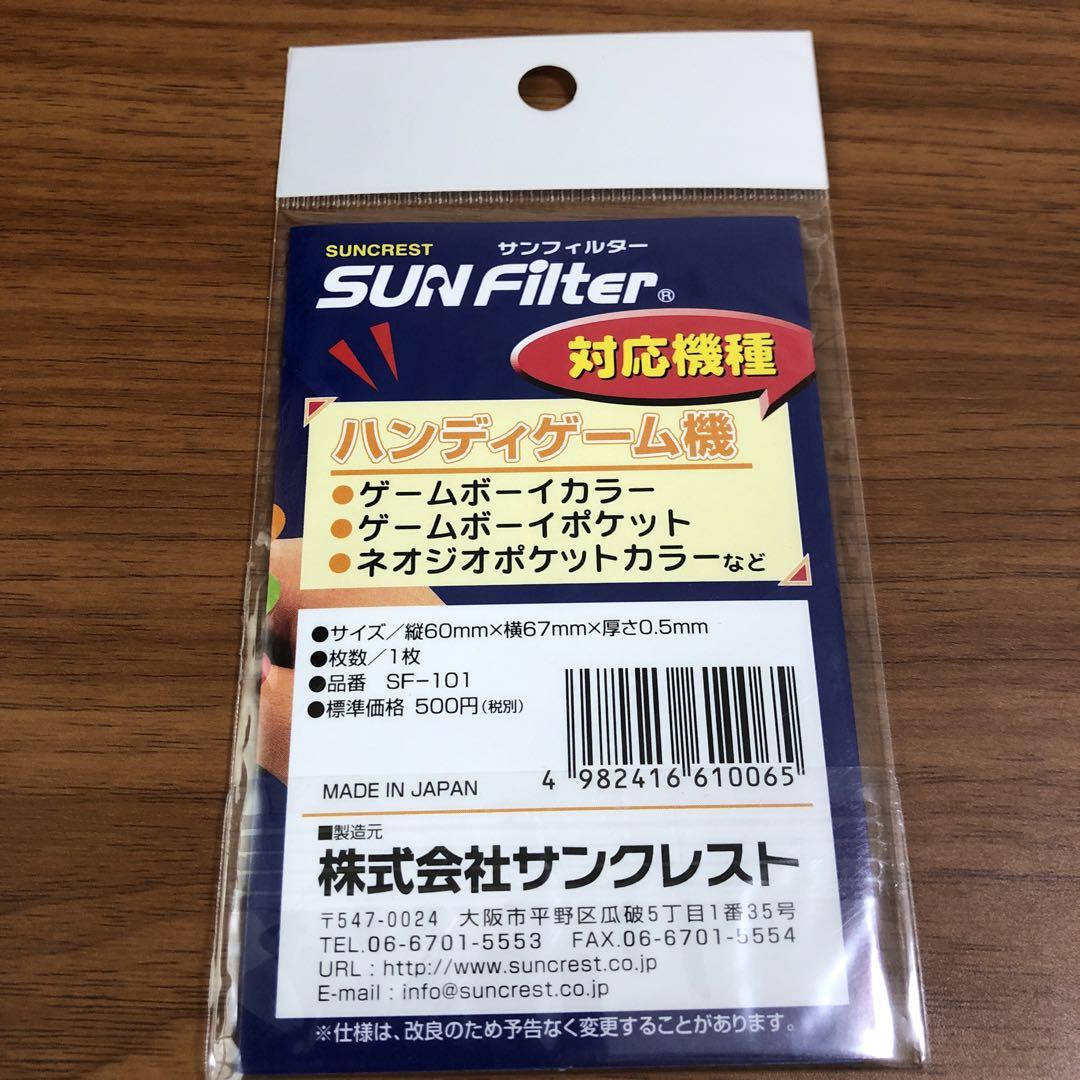 SUNCREST
サンフィルター
SUN Filter®
対応機種
ハンディゲーム機
●ゲームボーイカラー
●ゲームボーイポケット
●ネオジオポケットカラーなど
●サイズ/縦60mm×横67mm×厚さ0.5mm
●枚数/1枚
●品番 SF-101
●標準価格 500円(税別)
4 982416 610065
MADE IN JAPAN
■製造元
株式会社サンクレスト
〒547-0024 大阪市平野区瓜破5丁目1番35号
TEL.06-6701-5553 FAX.06-6701-5554
URL : http://www.suncrest.co.jp
E-mail : info@suncrest.co.jp
※仕様は、改良のため予告なく変更することがあります。